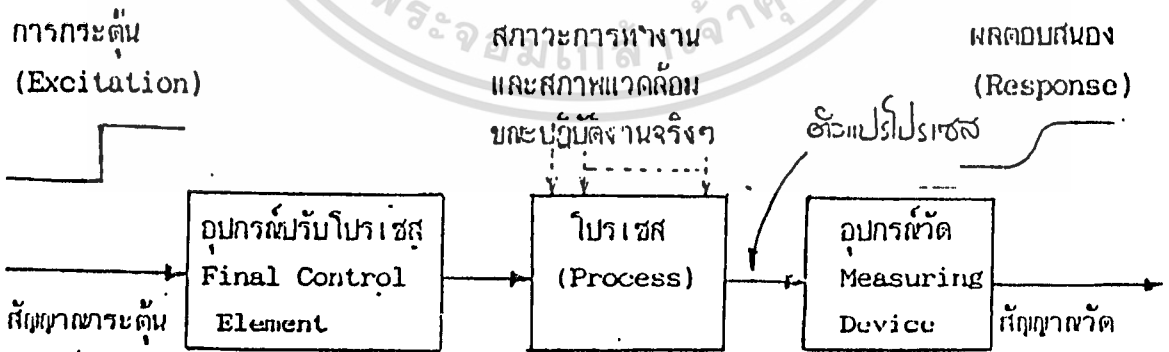 การกระตุ้น
(Excitation)
สภาวะการทำงาน
และสภาพแวดล้อม
ขณะปฏิบัติงานจริงๆ
ผลตอบสนอง
(Response)
ตัวแปรโปรเซส
อุปกรณ์ปรับโปรเซส
Final Control
Element
โปรเซส
(Process)
อุปกรณ์วัด
Measuring
Device
สัญญาณกระตุ้น
สัญญาณวัด